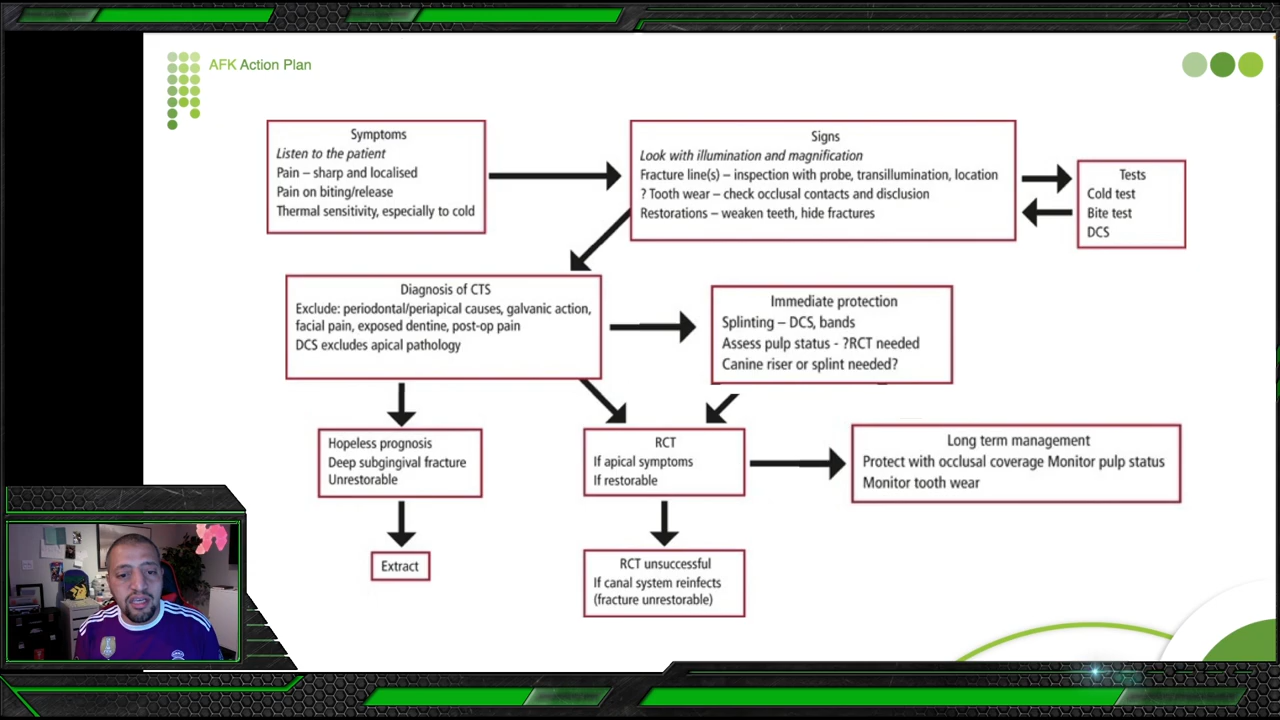 AFK Action Plan
Symptoms
Listen to the patient
Pain – sharp and localised
Pain on biting/release
Thermal sensitivity, especially to cold
Signs
Look with illumination and magnification
Fracture line(s) – inspection with probe, transillumination, location
? Tooth wear – check occlusal contacts and disclusion
Restorations – weaken teeth, hide fractures
Tests
Cold test
Bite test
DCS
Diagnosis of CTS
Exclude: periodontal/periapical causes, galvanic action,
facial pain, exposed dentine, post-op pain
DCS excludes apical pathology
Immediate protection
Splinting – DCS, bands
Assess pulp status - ?RCT needed
Canine riser or splint needed?
Hopeless prognosis
Deep subgingival fracture
Unrestorable
RCT
If apical symptoms
If restorable
Long term management
Protect with occlusal coverage Monitor pulp status
Monitor tooth wear
Extract
RCT unsuccessful
If canal system reinfects
(fracture unrestorable)